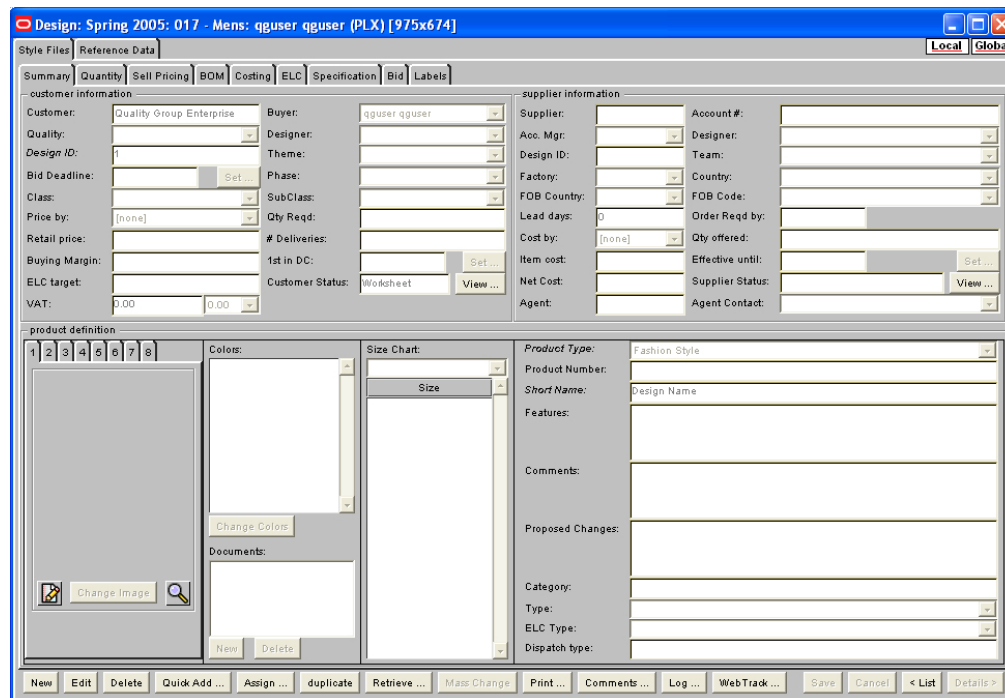 Design: Spring 2005: 017 - Mens: qguser qguser (PLX) [975x674]
Style Files Reference Data Local Globa
Summary Quantity Sell Pricing BOM Costing ELC Specification Bid Labels
customer information
Customer: Quality Group Enterprise Buyer: qguser qguser
Quality: Designer:
Design ID: 1 Theme:
Bid Deadline: Set ... Phase:
Class: SubClass:
Price by: [none] Qty Reqd:
Retail price: # Deliveries:
Buying Margin: 1st in DC: Set ...
ELC target: Customer Status: Worksheet View ...
VAT: 0.00 0.00
supplier information
Supplier: Account #:
Acc. Mgr: Designer:
Design ID: Team:
Factory: Country:
FOB Country: FOB Code:
Lead days: 0 Order Reqd by:
Cost by: [none] Qty offered:
Item cost: Effective until: Set ...
Net Cost: Supplier Status: View ...
Agent: Agent Contact:
product definition
1 2 3 4 5 6 7 8
Change Image
Colors:
Change Colors
Documents:
New Delete
Size Chart:
Size
Product Type: Fashion Style
Product Number:
Short Name: Design Name
Features:
Comments:
Proposed Changes:
Category:
Type:
ELC Type:
Dispatch type:
New Edit Delete Quick Add ... Assign ... duplicate Retrieve ... Mass Change Print ... Comments ... Log ... WebTrack ... Save Cancel < List Details >